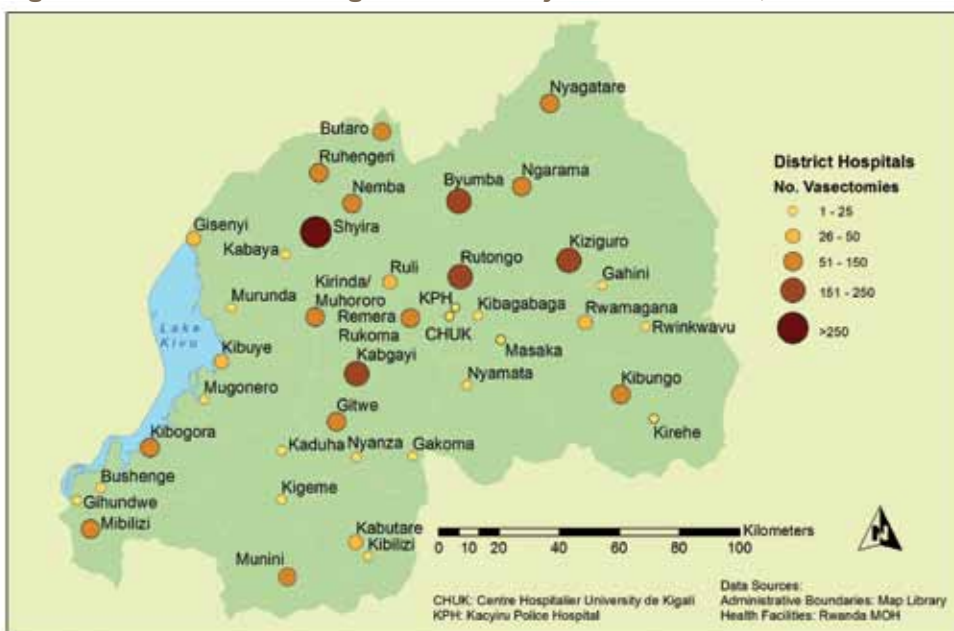 Nyagatare
Butaro
Ruhengeri
Ngarama
Byumba
Nemba
Gisenyi
Shyira
Kabaya
Kiziguro
Rutongo
Ruli
Gahini
Kirinda/
Muhororo
Murunda
KPH
Kibagabaga
Rwamagana
Remera
Rukoma
CHUK
Rwinkwavu
Lake
Kivu
Masaka
Kibuye
Kabgayi
Nyamata
Mugonero
Kibungo
Gitwe
Kirehe
Kibogora
Kaduha
Nyanza
Gakoma
Bushenge
Gihundwe
Kigeme
Mibilizi
Kabutare
Kibilizi
Munini
District Hospitals
No. Vasectomies
1 - 25
26 - 50
51 - 150
151 - 250
>250
Kilometers
0 10 20 40 60 80 100
N
CHUK: Centre Hospitalier University de Kigali
KPH: Kacyiru Police Hospital
Data Sources:
Administrative Boundaries: Map Library
Health Facilities: Rwanda MOH